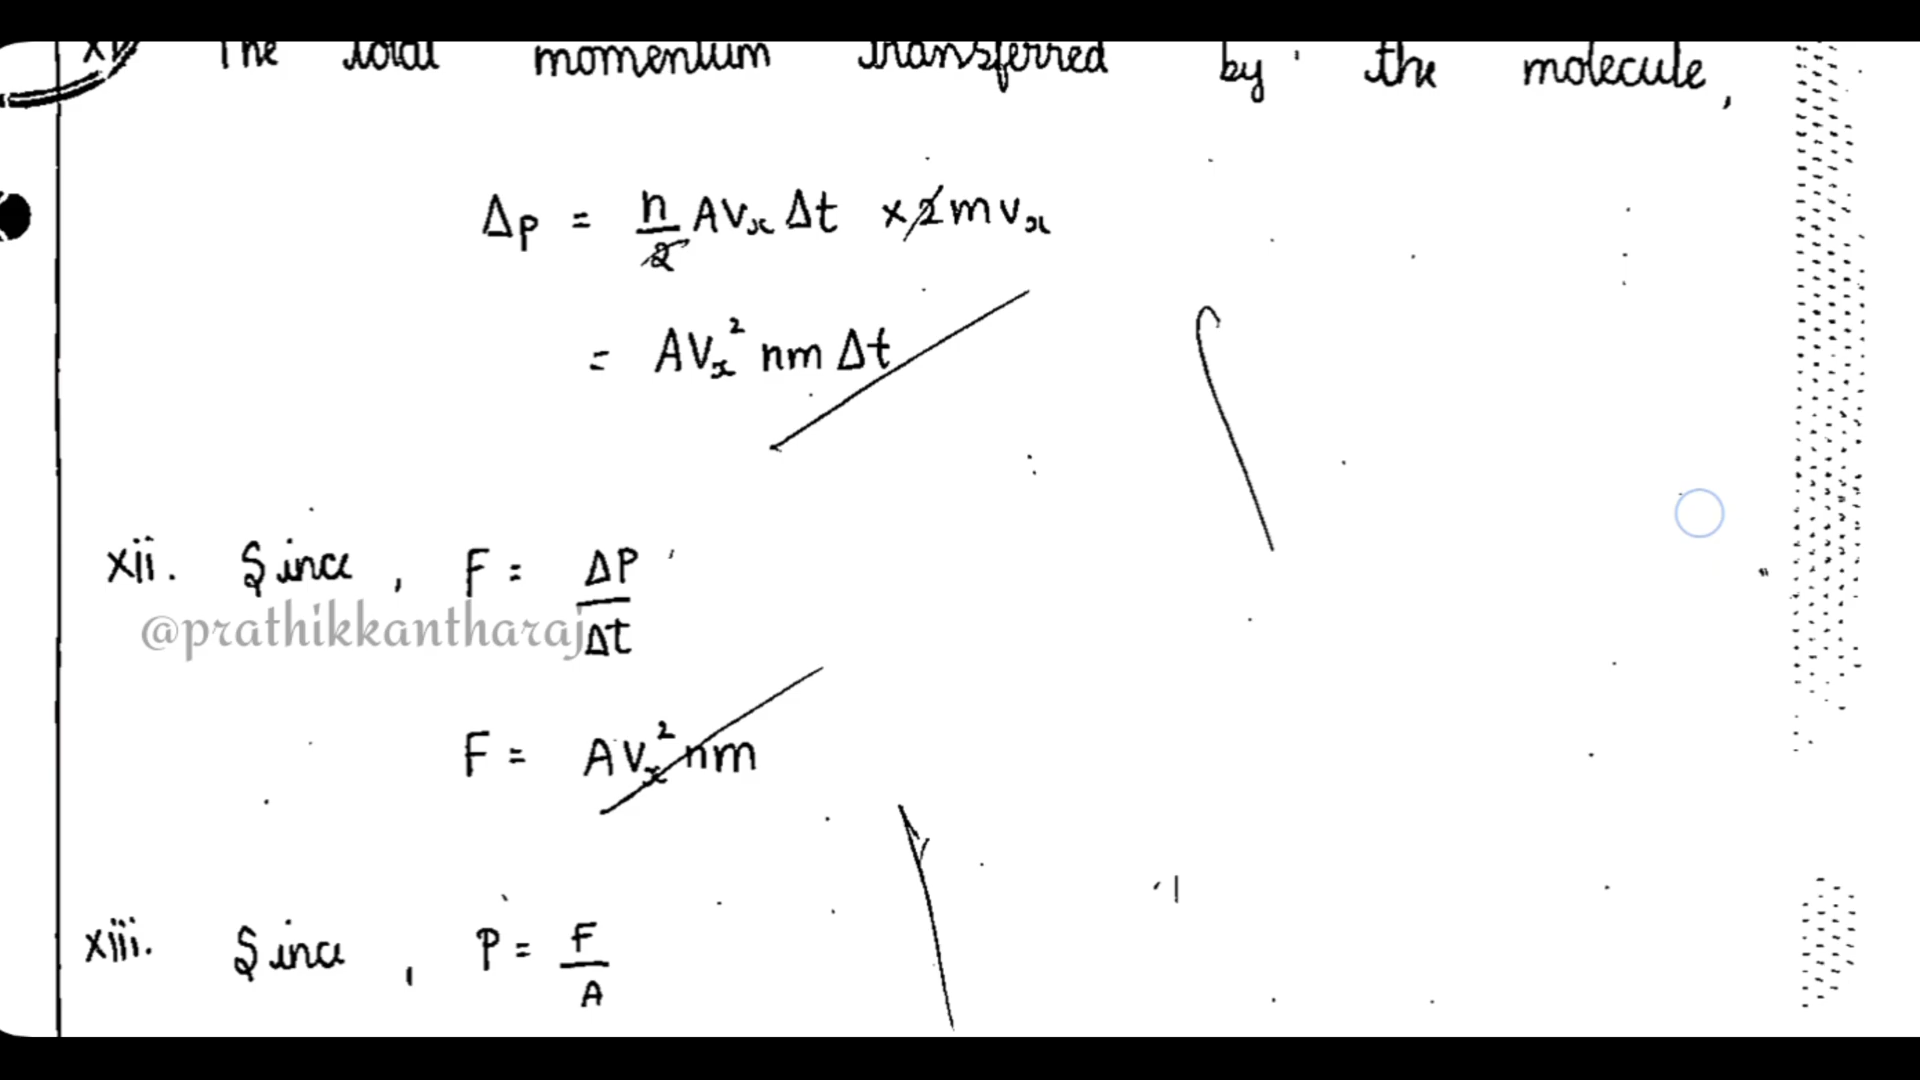 xi. The total momentum transferred by the molecule,
Δp = n/2 AVx Δt × 2mvx
= AVx² nm Δt
xii. Since, F = ΔP/Δt
@prathikkantharaj
F = AVx² nm
xiii. Since, P = F/A